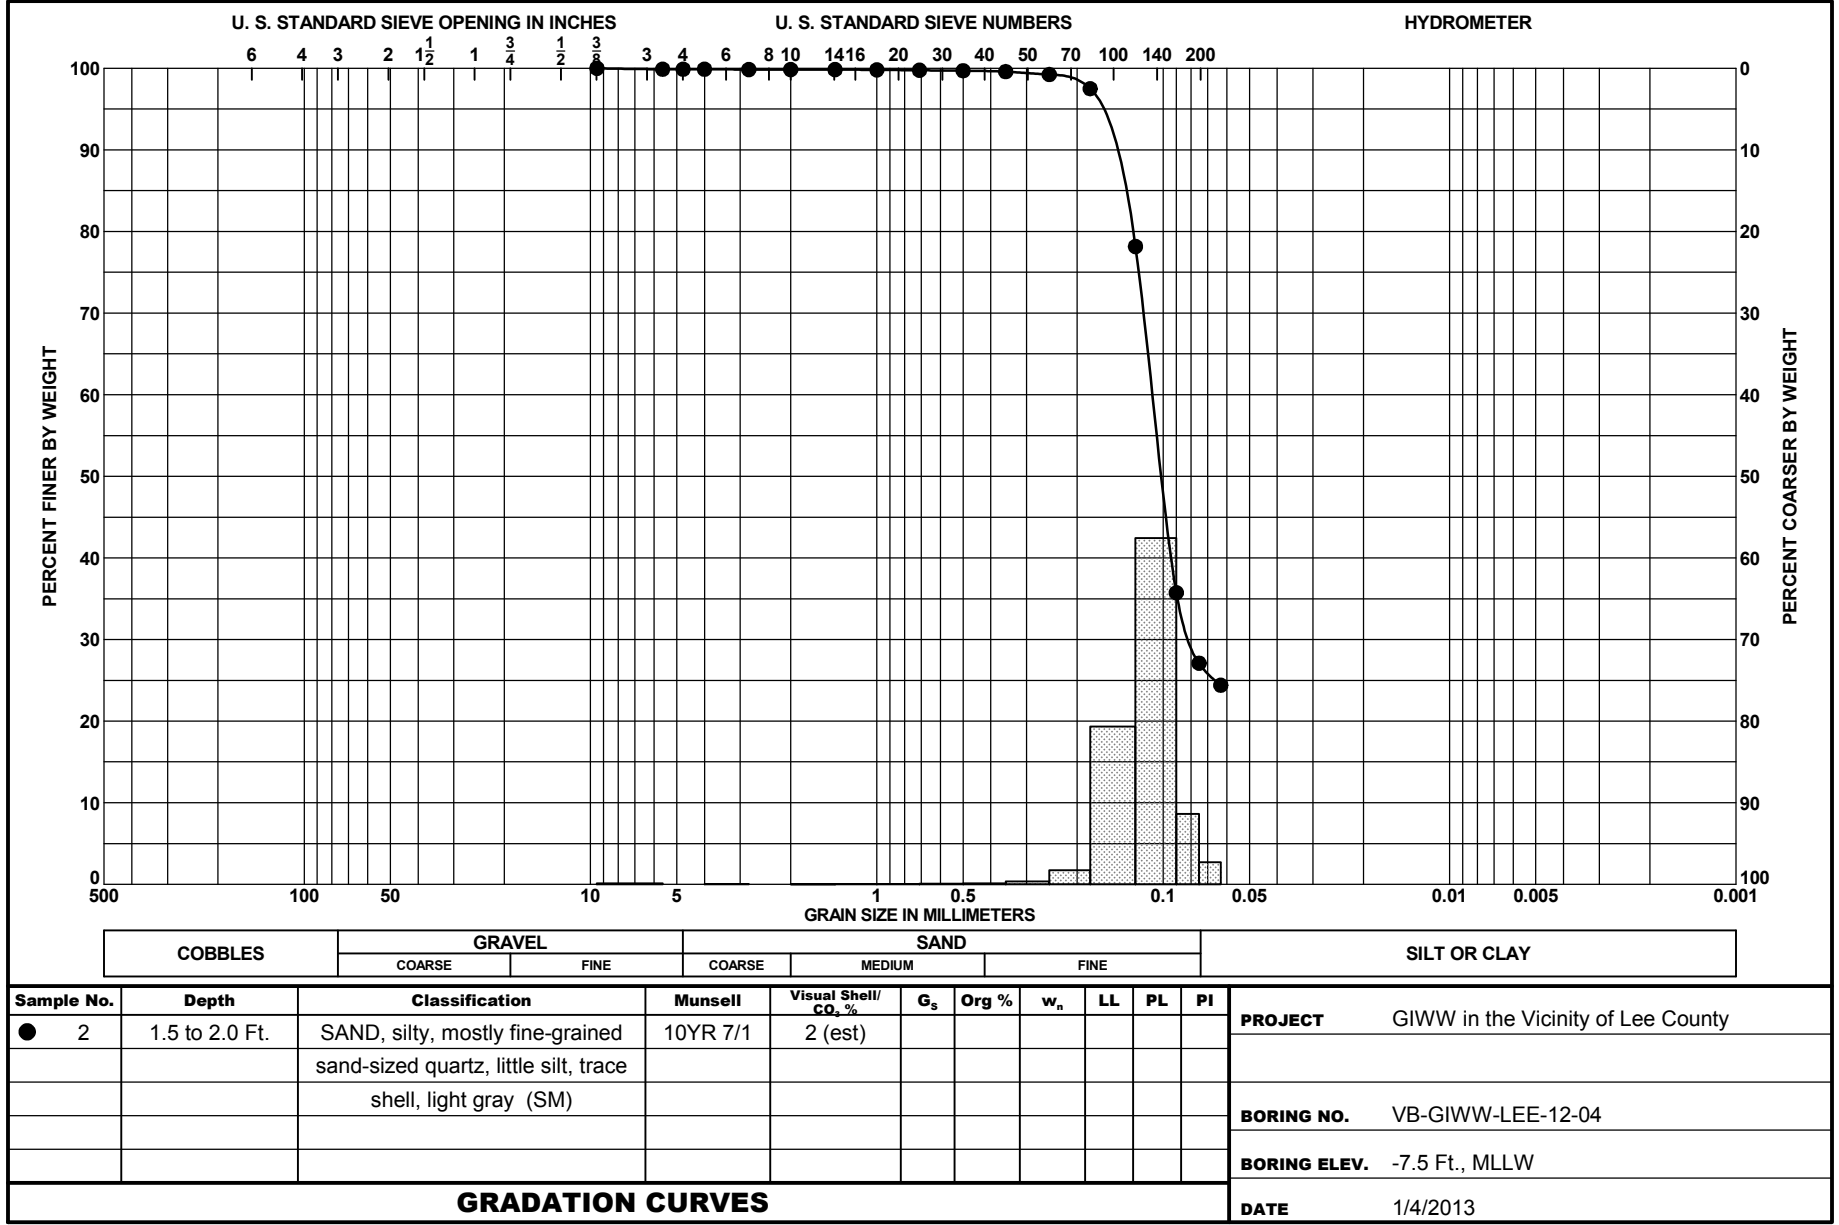 U. S. STANDARD SIEVE OPENING IN INCHES U. S. STANDARD SIEVE NUMBERS HYDROMETER
6 4 3 2 1 1/2 1 3/4 1/2 3/8 3 4 6 8 10 14 16 20 30 40 50 70 100 140 200
100 0
90 10
80 20
70 30
60 40
50 50
40 60
30 70
20 80
10 90
0 100
PERCENT FINER BY WEIGHT
PERCENT COARSER BY WEIGHT
500 100 50 10 5 1 0.5 0.1 0.05 0.01 0.005 0.001
GRAIN SIZE IN MILLIMETERS
COBBLES GRAVEL SAND SILT OR CLAY
COARSE FINE COARSE MEDIUM FINE
Sample No. Depth Classification Munsell Visual Shell/ CO₃ % Gs Org % wn LL PL PI
2 1.5 to 2.0 Ft. SAND, silty, mostly fine-grained 10YR 7/1 2 (est)
sand-sized quartz, little silt, trace
shell, light gray (SM)
GRADATION CURVES
PROJECT GIWW in the Vicinity of Lee County
BORING NO. VB-GIWW-LEE-12-04
BORING ELEV. -7.5 Ft., MLLW
DATE 1/4/2013